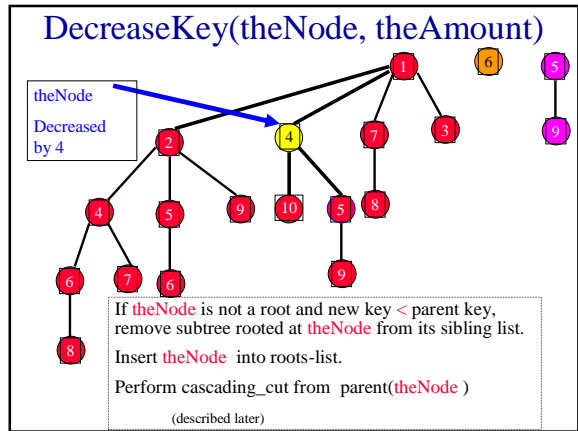 DecreaseKey(theNode, theAmount)
1
6
5
theNode
Decreased
by 4
2
4
7
3
9
4
5
9
10
5
8
6
7
6
9
8
If theNode is not a root and new key < parent key,
remove subtree rooted at theNode from its sibling list.
Insert theNode into roots-list.
Perform cascading_cut from parent(theNode )
(described later)